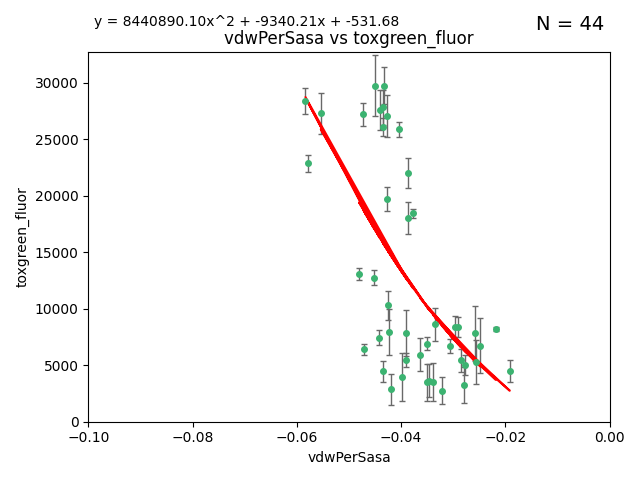 y = 8440890.10x^2 + -9340.21x + -531.68
N = 44
vdwPerSasa vs toxgreen_fluor
30000
25000
20000
15000
10000
5000
0
toxgreen_fluor
−0.10 −0.08 −0.06 −0.04 −0.02 0.00
vdwPerSasa